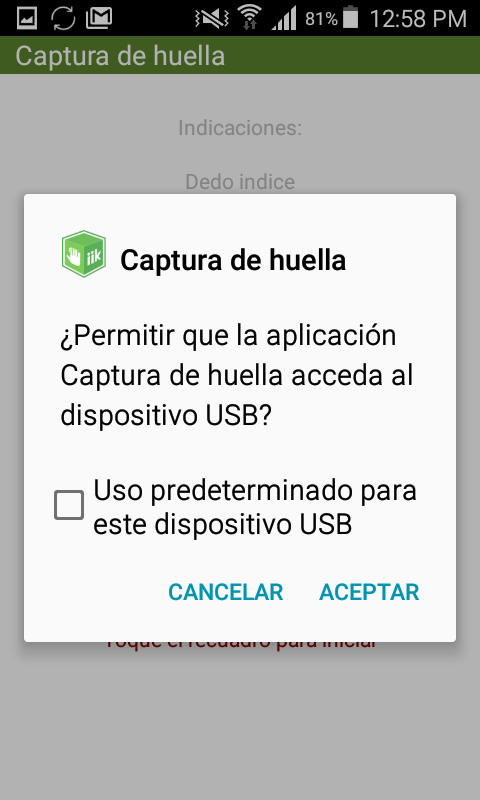 81% 12:58 PM
Captura de huella
Indicaciones:
Dedo indice
iik
Captura de huella
¿Permitir que la aplicación
Captura de huella acceda al
dispositivo USB?
Uso predeterminado para
este dispositivo USB
CANCELAR ACEPTAR
Toque el recuadro para iniciar